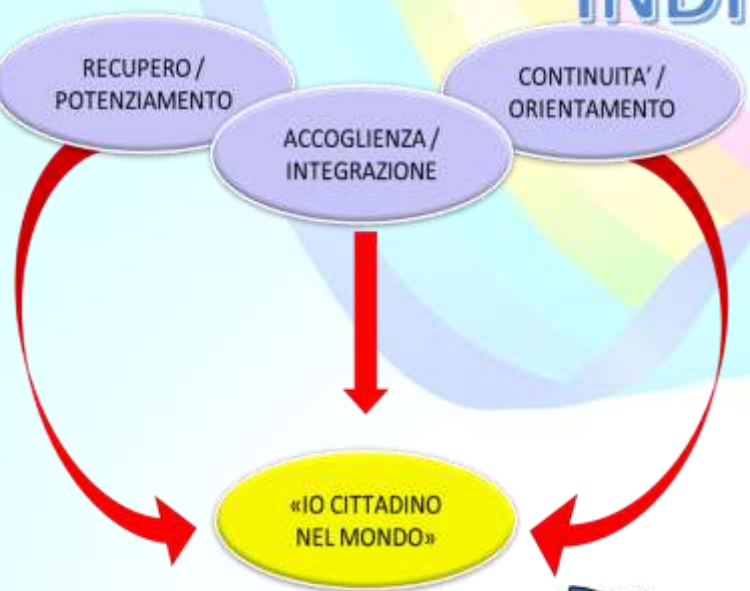 RECUPERO /
POTENZIAMENTO
ACCOGLIENZA /
INTEGRAZIONE
CONTINUITA' /
ORIENTAMENTO
«IO CITTADINO
NEL MONDO»